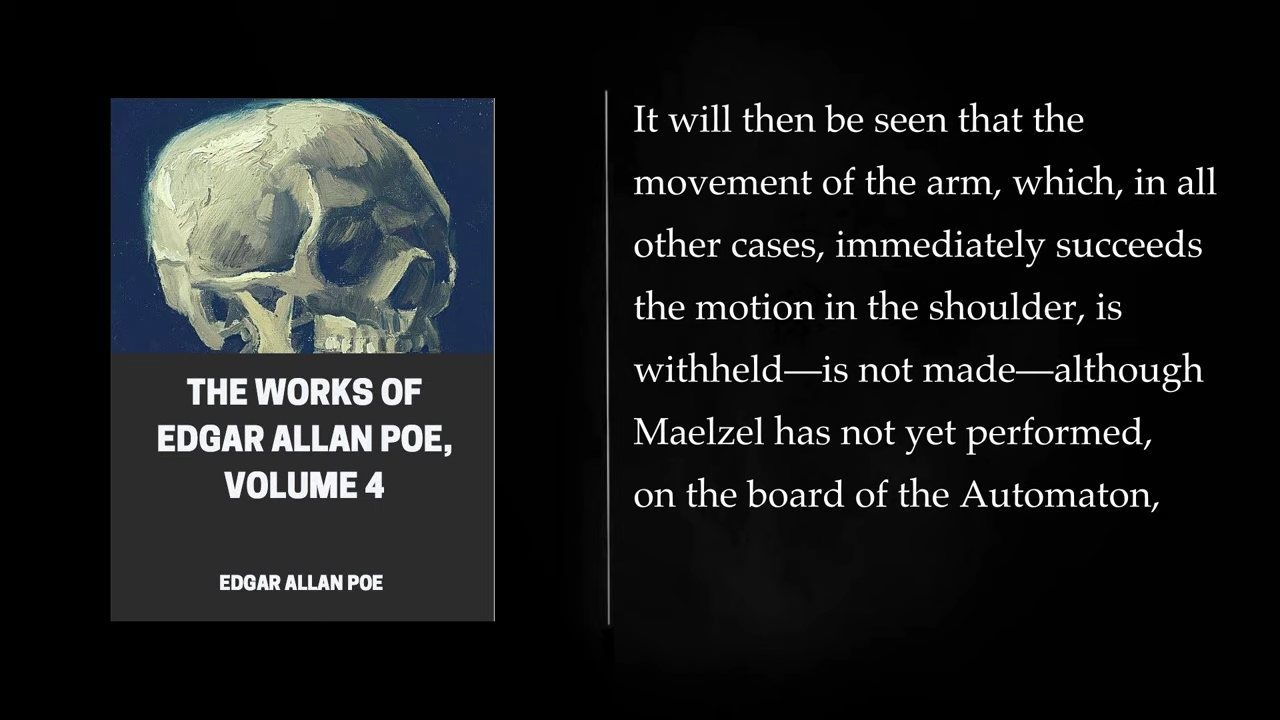 THE WORKS OF
EDGAR ALLAN POE,
VOLUME 4
EDGAR ALLAN POE
It will then be seen that the
movement of the arm, which, in all
other cases, immediately succeeds
the motion in the shoulder, is
withheld—is not made—although
Maelzel has not yet performed,
on the board of the Automaton,